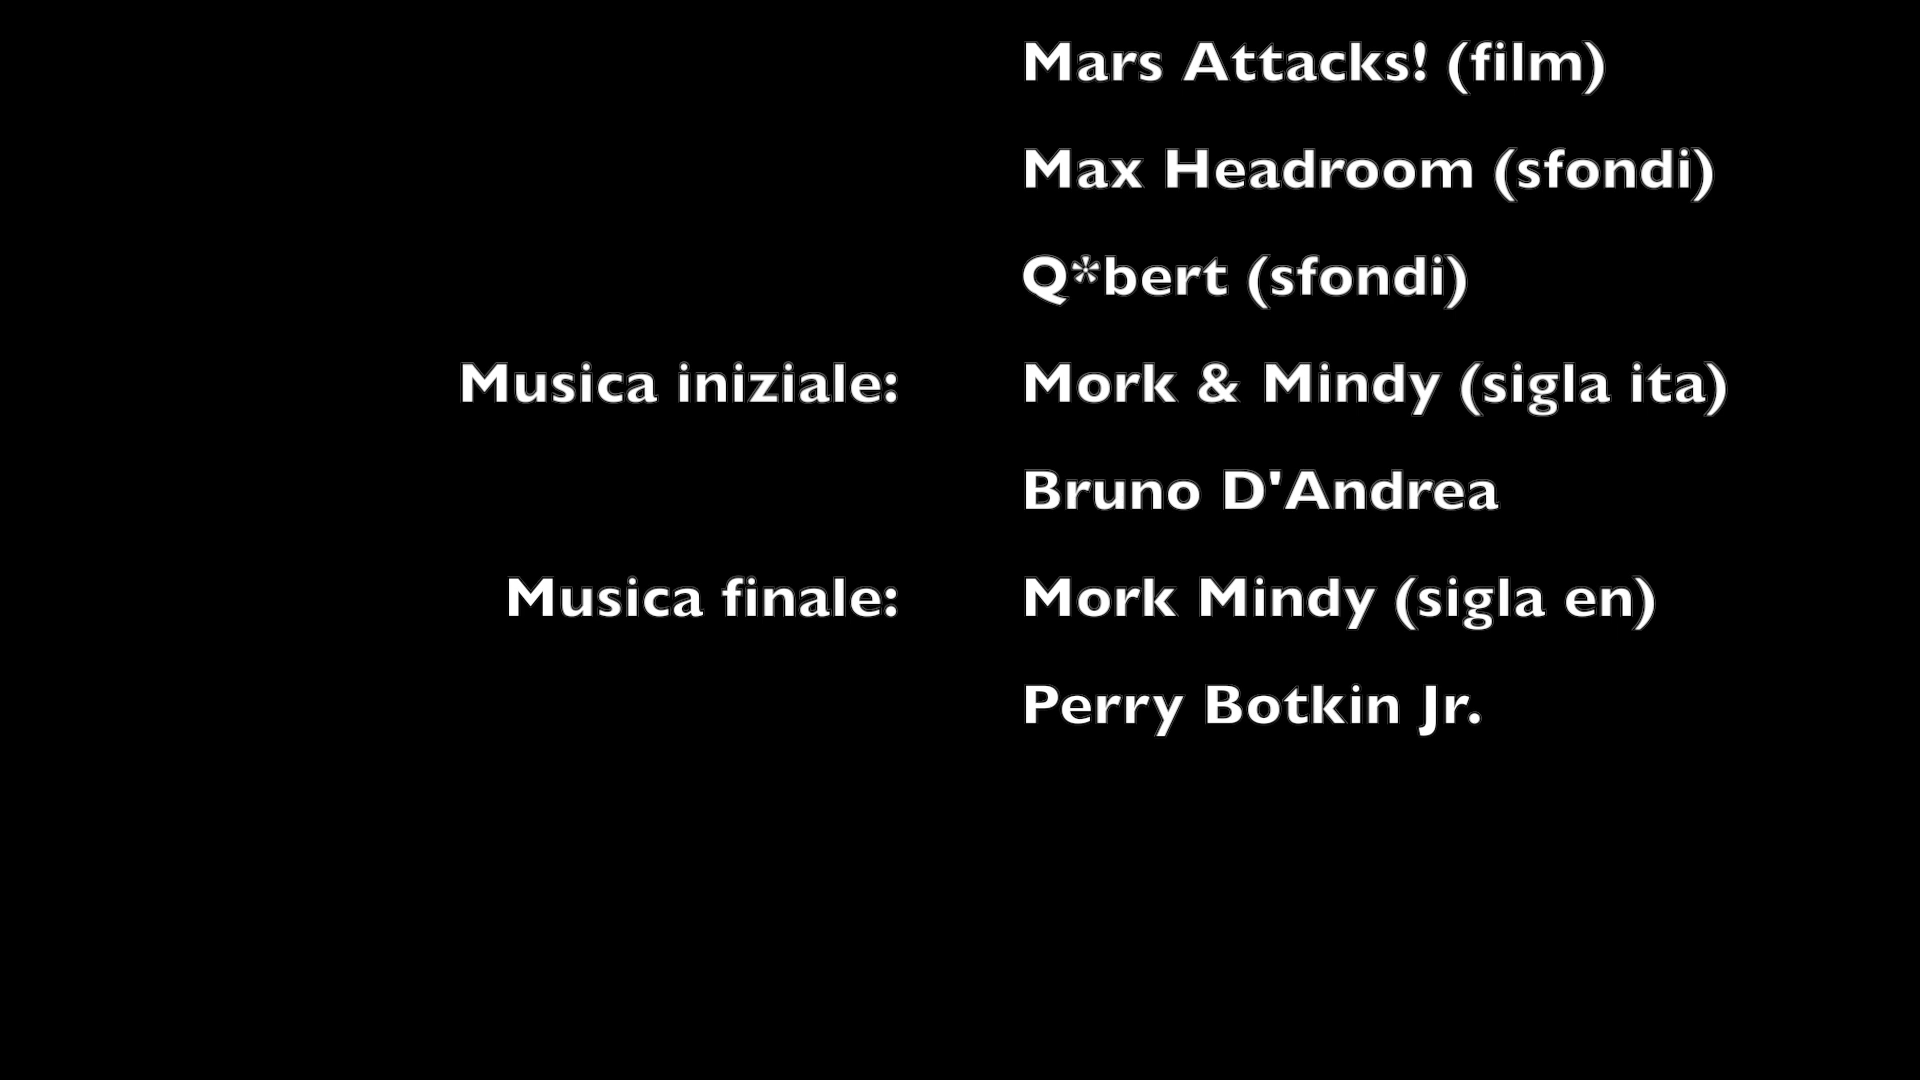 Mars Attacks! (film)
Max Headroom (sfondi)
Q*bert (sfondi)
Musica iniziale: Mork & Mindy (sigla ita)
Bruno D'Andrea
Musica finale: Mork Mindy (sigla en)
Perry Botkin Jr.